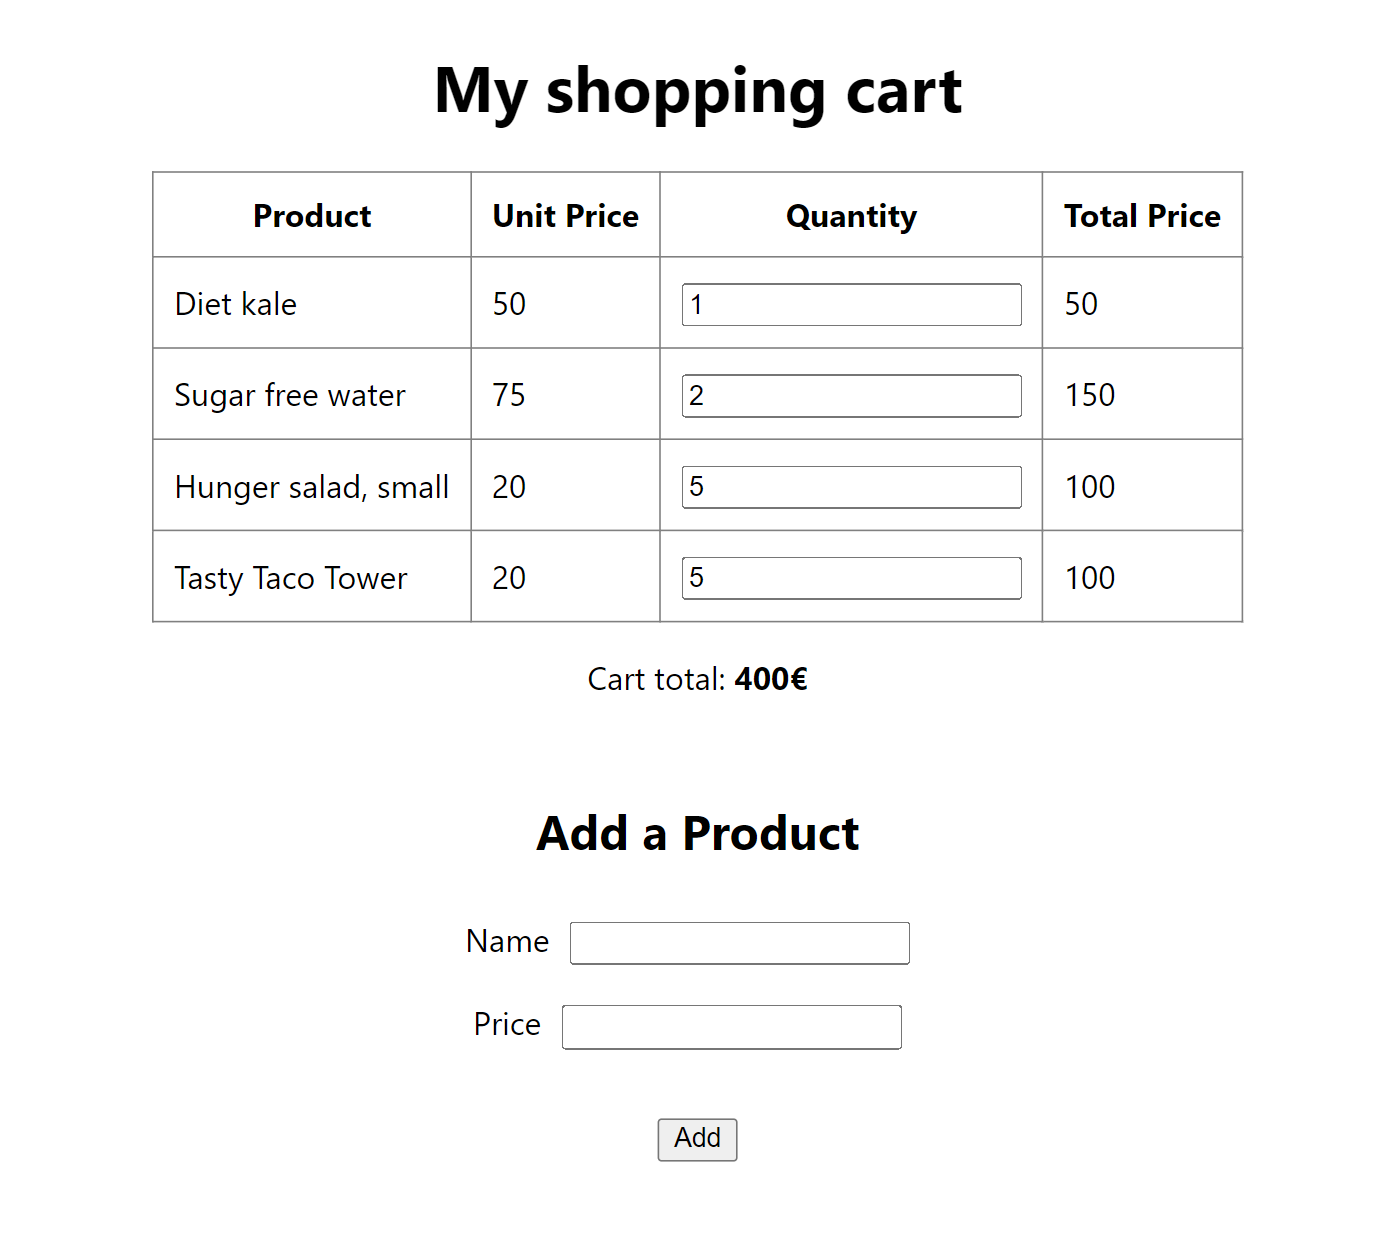 My shopping cart
Product Unit Price Quantity Total Price
Diet kale 50 1 50
Sugar free water 75 2 150
Hunger salad, small 20 5 100
Tasty Taco Tower 20 5 100
Cart total: 400€
Add a Product
Name
Price
Add